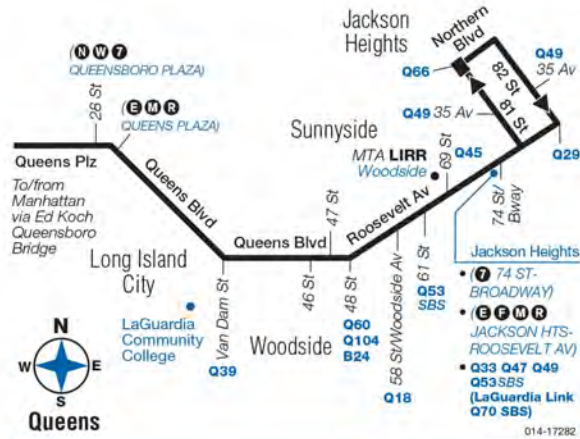 Jackson
Heights
Northern
Blvd
Q66
82 St
81 St
Q49
35 Av
Q49 35 Av
Q29
(N W 7
QUEENSBORO PLAZA)
26 St
(E M R
QUEENS PLAZA)
Queens Plz
To/from
Manhattan
via Ed Koch
Queensboro
Bridge
Queens Blvd
Sunnyside
MTA LIRR
Woodside
69 St
Q45
Roosevelt Av
74 St/
Bway
47 St
Queens Blvd
Long Island
City
LaGuardia
Community
College
Van Dam St
Q39
46 St
48 St
Q60
Q104
B24
Woodside
58 St/Woodside Av
Q18
61 St
Q53
SBS
Jackson Heights
(7 74 ST-
BROADWAY)
(E F M R
JACKSON HTS-
ROOSEVELT AV)
Q33 Q47 Q49
Q53SBS
(LaGuardia Link
Q70 SBS)
N
W E
S
Queens
014-17282